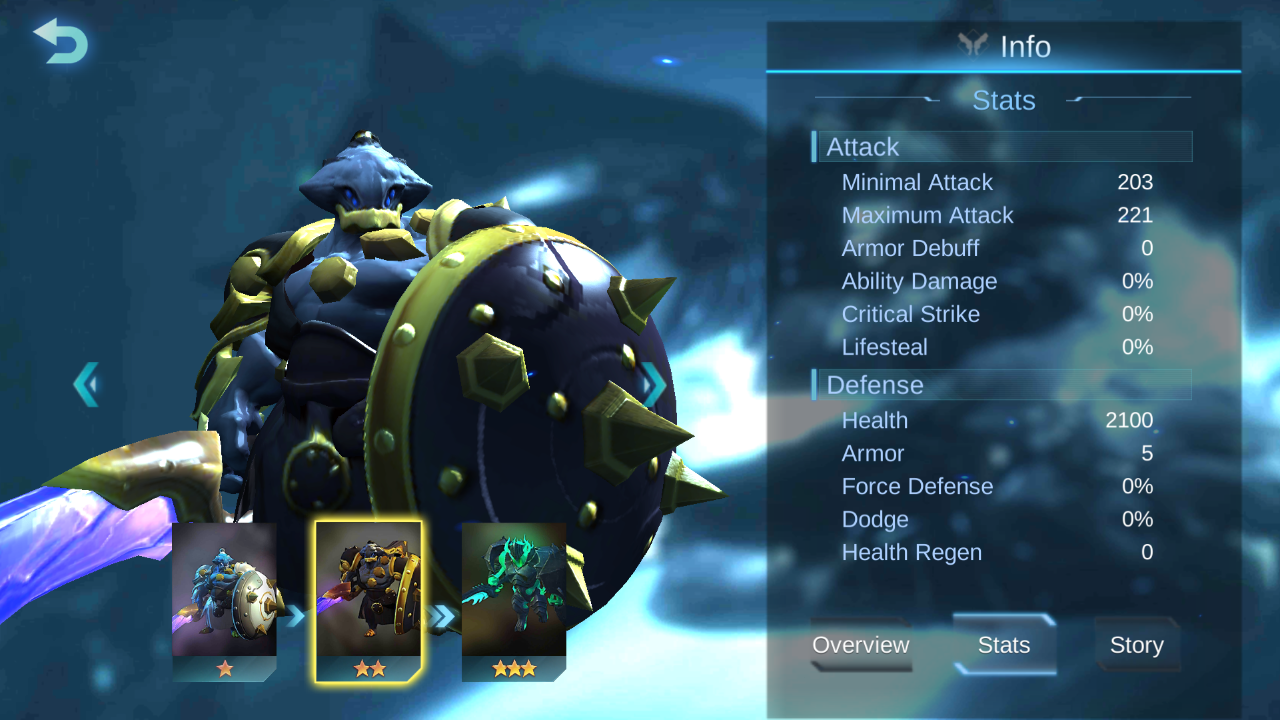 Info
Stats
Attack
Minimal Attack 203
Maximum Attack 221
Armor Debuff 0
Ability Damage 0%
Critical Strike 0%
Lifesteal 0%
Defense
Health 2100
Armor 5
Force Defense 0%
Dodge 0%
Health Regen 0
Overview Stats Story